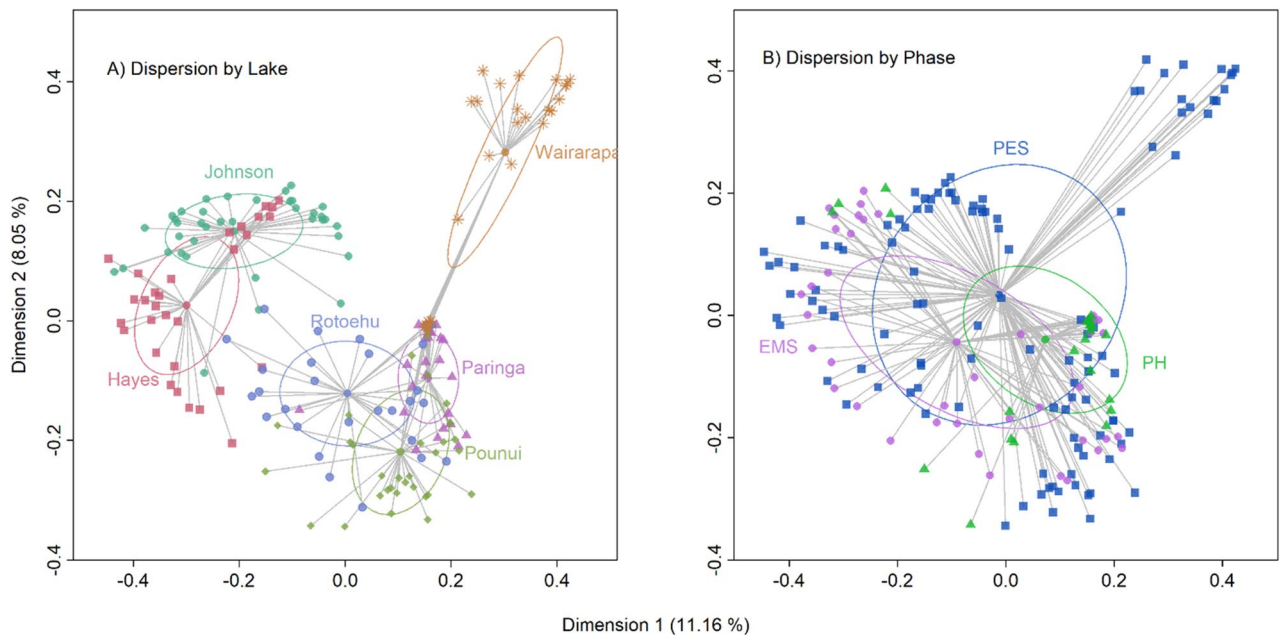 A) Dispersion by Lake
B) Dispersion by Phase
Wairarapa
Johnson
PES
Rotoehu
Paringa
EMS
PH
Hayes
Pounui
Dimension 2 (8.05 %)
0.4
0.2
0.0
-0.2
-0.4
-0.4
-0.2
0.0
0.2
0.4
0.4
0.2
0.0
-0.2
-0.4
-0.4
-0.2
0.0
0.2
0.4
Dimension 1 (11.16 %)